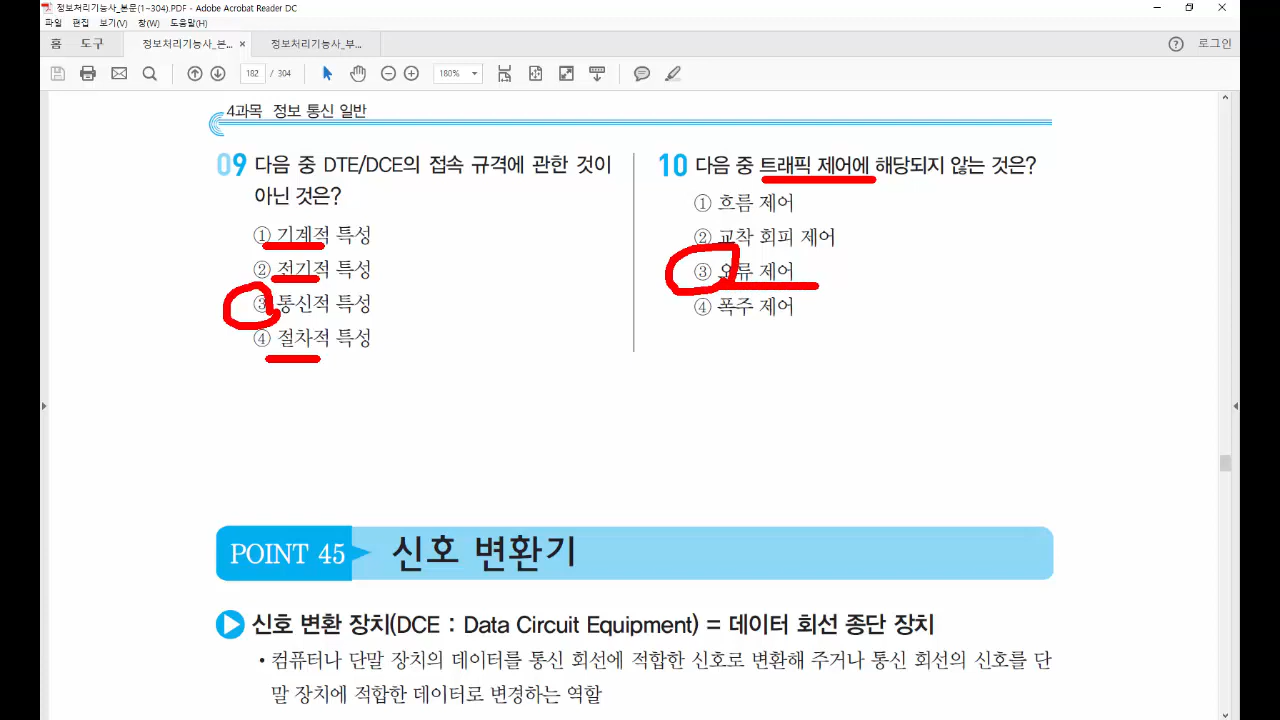 정보처리기능사_본문(1~304).PDF - Adobe Acrobat Reader DC
파일 편집 보기(V) 창(W) 도움말(H)
홈 도구 정보처리기능사_본... × 정보처리기능사_부... 로그인
182 / 304 180%
4과목 정보 통신 일반
09 다음 중 DTE/DCE의 접속 규격에 관한 것이
아닌 것은?
① 기계적 특성
② 전기적 특성
③ 통신적 특성
④ 절차적 특성
10 다음 중 트래픽 제어에 해당되지 않는 것은?
① 흐름 제어
② 교착 회피 제어
③ 오류 제어
④ 폭주 제어
POINT 45 신호 변환기
신호 변환 장치(DCE : Data Circuit Equipment) = 데이터 회선 종단 장치
• 컴퓨터나 단말 장치의 데이터를 통신 회선에 적합한 신호로 변환해 주거나 통신 회선의 신호를 단
말 장치에 적합한 데이터로 변경하는 역할